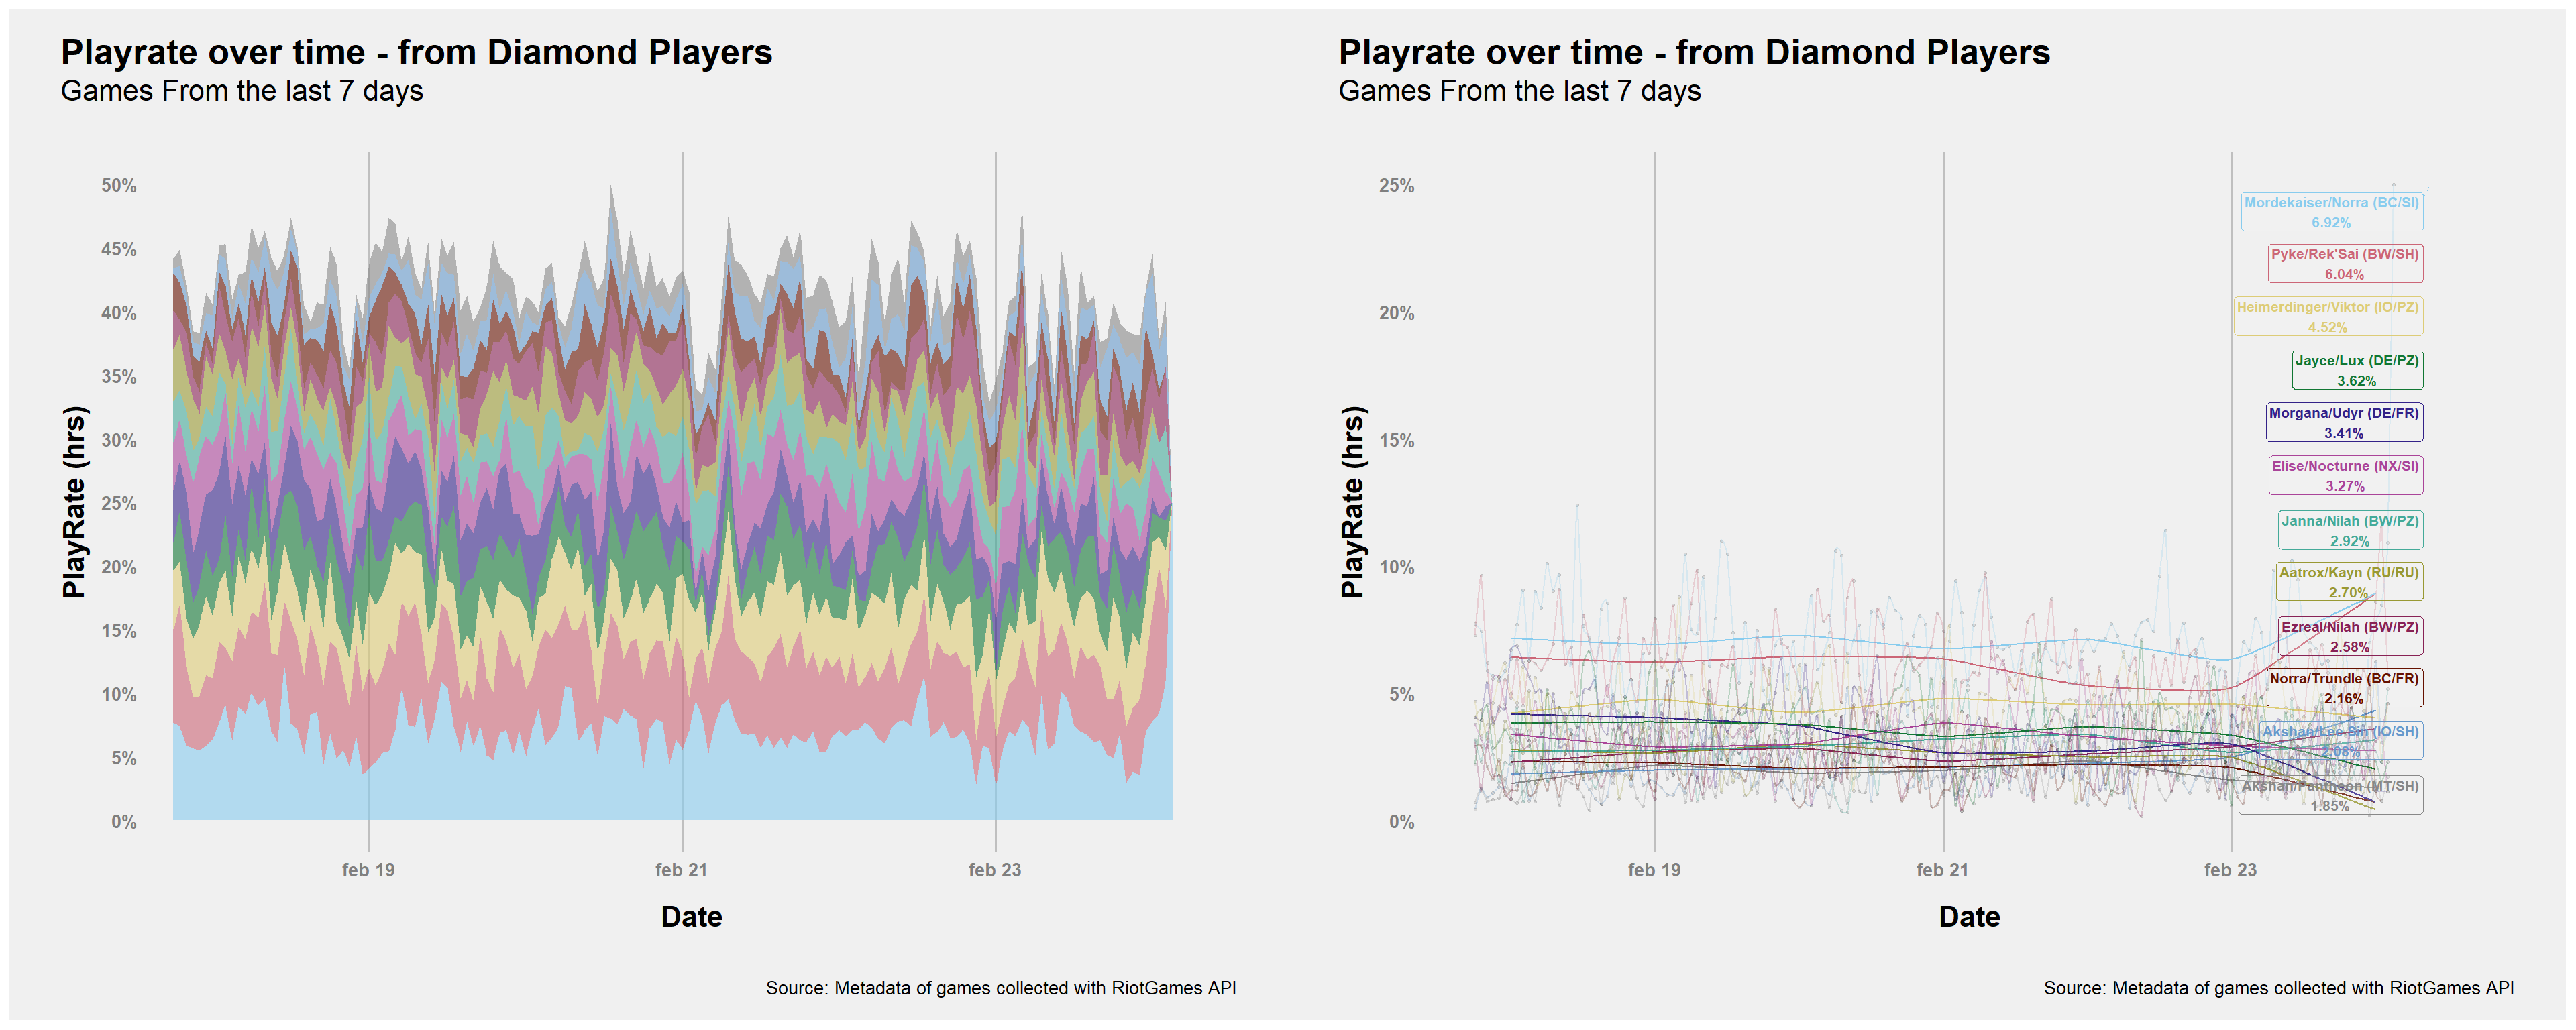 Playrate over time - from Diamond Players
Games From the last 7 days
50%
45%
40%
35%
30%
25%
20%
15%
10%
5%
0%
PlayRate (hrs)
feb 19
feb 21
feb 23
Date
Source: Metadata of games collected with RiotGames API
Playrate over time - from Diamond Players
Games From the last 7 days
25%
20%
15%
10%
5%
0%
PlayRate (hrs)
feb 19
feb 21
feb 23
Date
Mordekaiser/Norra (BC/SI)
6.92%
Pyke/Rek'Sai (BW/SH)
6.04%
Heimerdinger/Viktor (IO/PZ)
4.52%
Jayce/Lux (DE/PZ)
3.62%
Morgana/Udyr (DE/FR)
3.41%
Elise/Nocturne (NX/SI)
3.27%
Janna/Nilah (BW/PZ)
2.92%
Aatrox/Kayn (RU/RU)
2.70%
Ezreal/Nilah (BW/PZ)
2.58%
Norra/Trundle (BC/FR)
2.16%
Akshan/Lee Sin (IO/SH)
2.08%
Akshan/Pantheon (MT/SH)
1.85%
Source: Metadata of games collected with RiotGames API